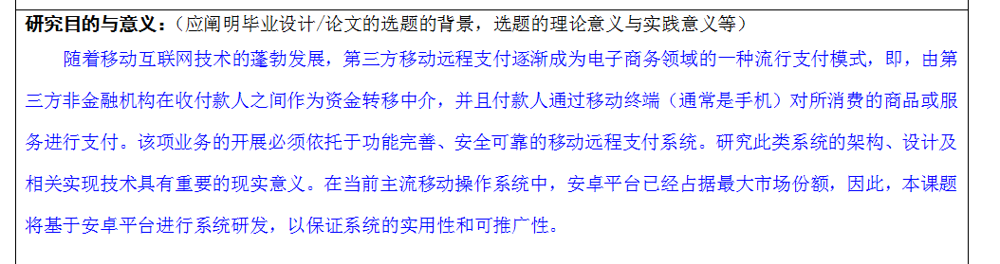 研究目的与意义：（应阐明毕业设计/论文的选题的背景，选题的理论意义与实践意义等）
随着移动互联网技术的蓬勃发展，第三方移动远程支付逐渐成为电子商务领域的一种流行支付模式，即，由第
三方非金融机构在收付款人之间作为资金转移中介，并且付款人通过移动终端（通常是手机）对所消费的商品或服
务进行支付。该项业务的开展必须依托于功能完善、安全可靠的移动远程支付系统。研究此类系统的架构、设计及
相关实现技术具有重要的现实意义。在当前主流移动操作系统中，安卓平台已经占据最大市场份额，因此，本课题
将基于安卓平台进行系统研发，以保证系统的实用性和可推广性。